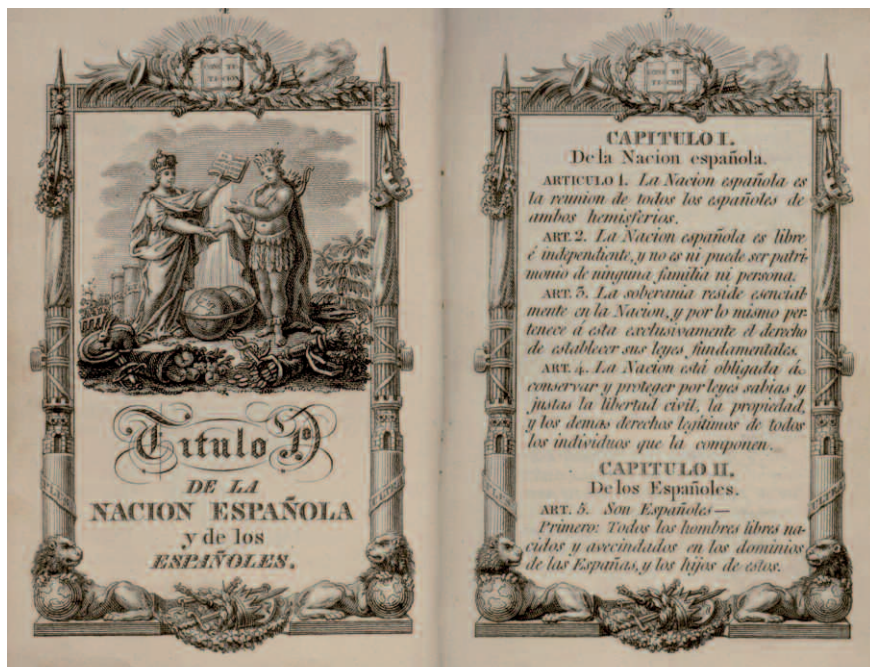 4
CONSTITUCION
Titulo Iº
DE LA
NACION ESPAÑOLA
y de los
ESPAÑOLES.
5
CAPITULO I.
De la Nacion española.
ARTICULO 1. La Nacion española es
la reunion de todos los españoles de
ambos hemisferios.
ART. 2. La Nacion española es libre
é independiente, y no es ni puede ser patri-
monio de ninguna familia ni persona.
ART. 3. La soberania reside esencial-
mente en la Nacion, y por lo mismo per-
tenece á esta exclusivamente el derecho
de establecer sus leyes fundamentales.
ART. 4. La Nacion está obligada á
conservar y proteger por leyes sabias y
justas la libertad civil, la propiedad,
y los demas derechos legitimos de todos
los individuos que la componen.
CAPITULO II.
De los Españoles.
ART. 5. Son Españoles—
Primero: Todos los hombres libres na-
cidos y avecindados en los dominios
de las Españas, y los hijos de estos.